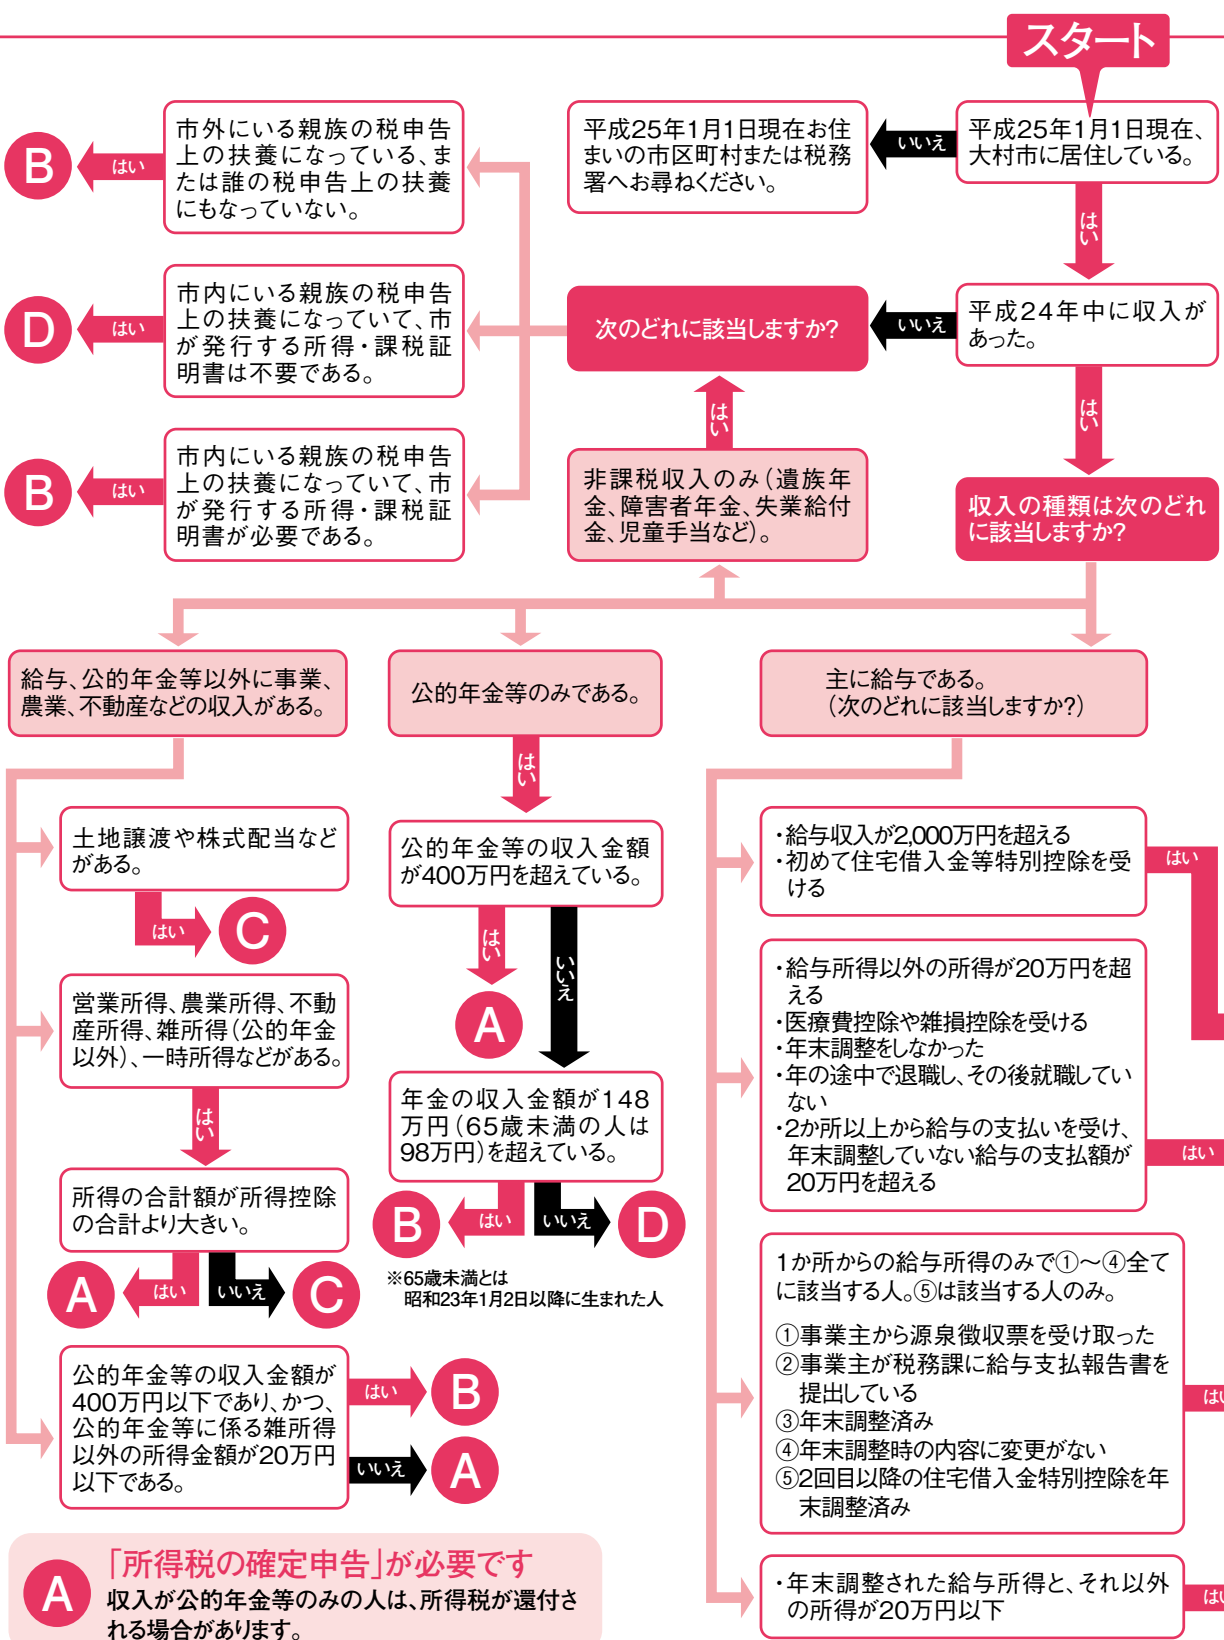 スタート
平成25年1月1日現在、
大村市に居住している。
いいえ
平成25年1月1日現在お住
まいの市区町村または税務
署へお尋ねください。
はい
平成24年中に収入が
あった。
いいえ
次のどれに該当しますか?
市外にいる親族の税申告
上の扶養になっている、ま
たは誰の税申告上の扶養
にもなっていない。
はい
B
市内にいる親族の税申告
上の扶養になっていて、市
が発行する所得・課税証
明書は不要である。
はい
D
市内にいる親族の税申告
上の扶養になっていて、市
が発行する所得・課税証
明書が必要である。
はい
B
はい
収入の種類は次のどれ
に該当しますか?
はい
非課税収入のみ(遺族年
金、障害者年金、失業給付
金、児童手当など)。
給与、公的年金等以外に事業、
農業、不動産などの収入がある。
土地譲渡や株式配当など
がある。
はい
C
営業所得、農業所得、不動
産所得、雑所得(公的年金
以外)、一時所得などがある。
はい
所得の合計額が所得控除
の合計より大きい。
A
はい
いいえ
C
公的年金等の収入金額が
400万円以下であり、かつ、
公的年金等に係る雑所得
以外の所得金額が20万円
以下である。
はい
B
いいえ
A
公的年金等のみである。
はい
公的年金等の収入金額
が400万円を超えている。
はい
A
いいえ
年金の収入金額が148
万円(65歳未満の人は
98万円)を超えている。
B
はい
いいえ
D
※65歳未満とは
昭和23年1月2日以降に生まれた人
主に給与である。
(次のどれに該当しますか?)
・給与収入が2,000万円を超える
・初めて住宅借入金等特別控除を受
ける
はい
・給与所得以外の所得が20万円を超
える
・医療費控除や雑損控除を受ける
・年末調整をしなかった
・年の途中で退職し、その後就職してい
ない
・2か所以上から給与の支払いを受け、
年末調整していない給与の支払額が
20万円を超える
はい
1か所からの給与所得のみで①〜④全て
に該当する人。⑤は該当する人のみ。
①事業主から源泉徴収票を受け取った
②事業主が税務課に給与支払報告書を
提出している
③年末調整済み
④年末調整時の内容に変更がない
⑤2回目以降の住宅借入金特別控除を年
末調整済み
はい
・年末調整された給与所得と、それ以外
の所得が20万円以下
はい
A
「所得税の確定申告」が必要です
収入が公的年金等のみの人は、所得税が還付さ
れる場合があります。